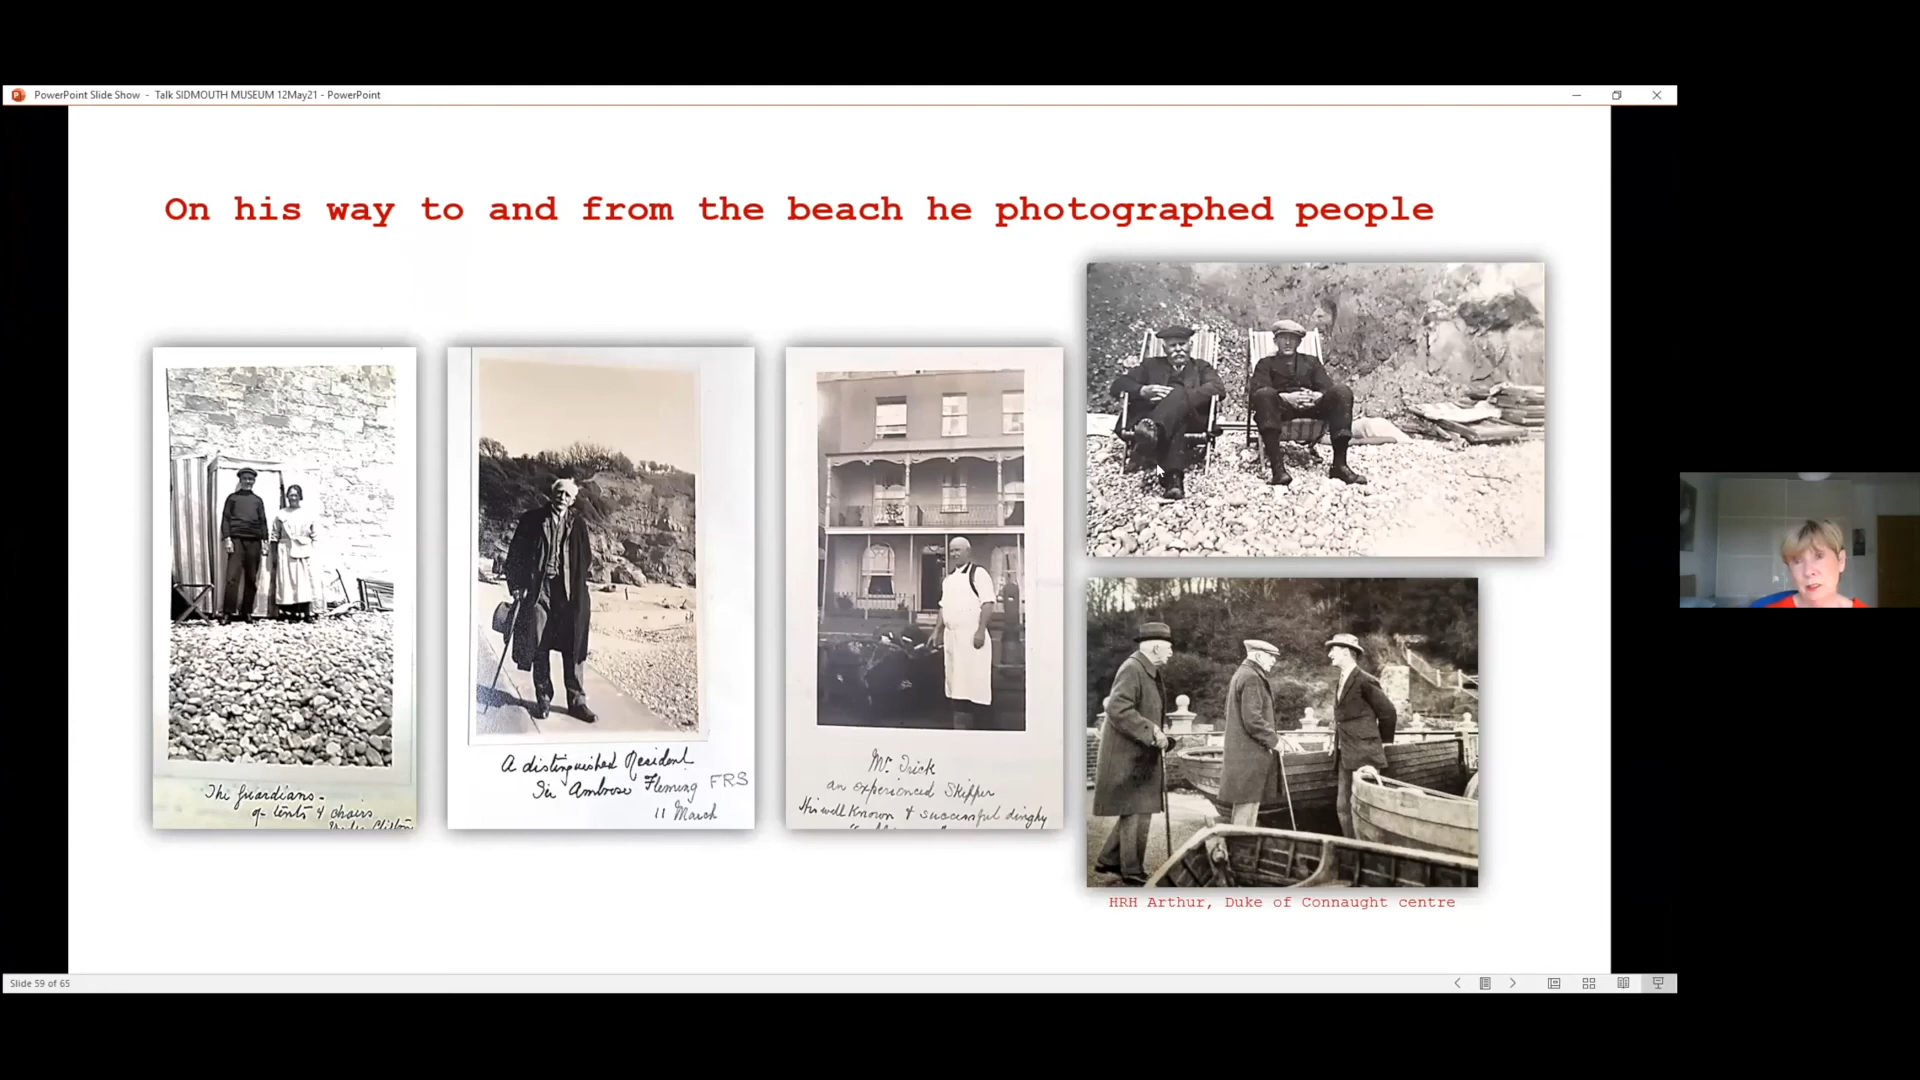 PowerPoint Slide Show - Talk SIDMOUTH MUSEUM 12May21 - PowerPoint
On his way to and from the beach he photographed people
The Guardians -
of tents & chairs
A distinguished Resident
Sir Ambrose Fleming FRS
11 March
Mr. Trick
an experienced Skipper
His well known & successful dinghy
HRH Arthur, Duke of Connaught centre
Slide 59 of 65